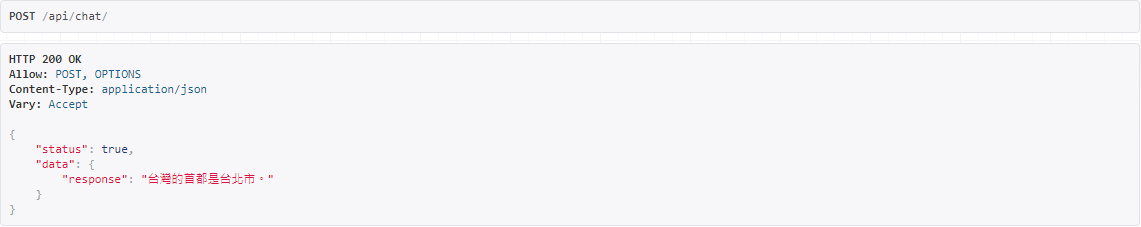 POST /api/chat/
HTTP 200 OK
Allow: POST, OPTIONS
Content-Type: application/json
Vary: Accept
{
"status": true,
"data": {
"response": "台灣的首都是台北市。"
}
}